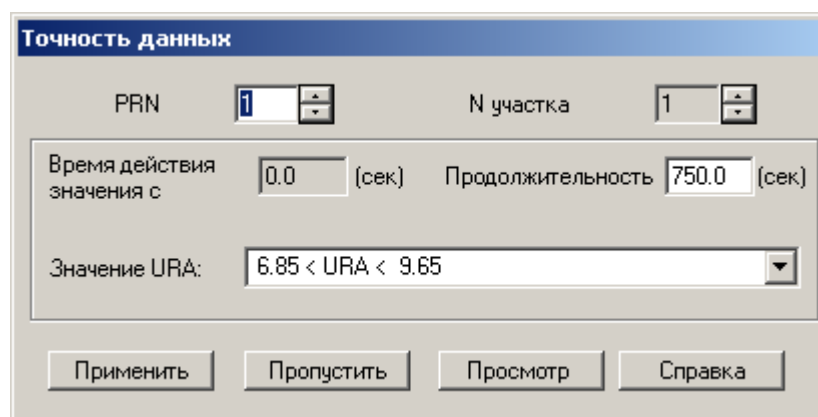 Точность данных
PRN 1 N участка 1
Время действия
значения с 0.0 (сек) Продолжительность 750.0 (сек)
Значение URA: 6.85 < URA < 9.65
Применить Пропустить Просмотр Справка